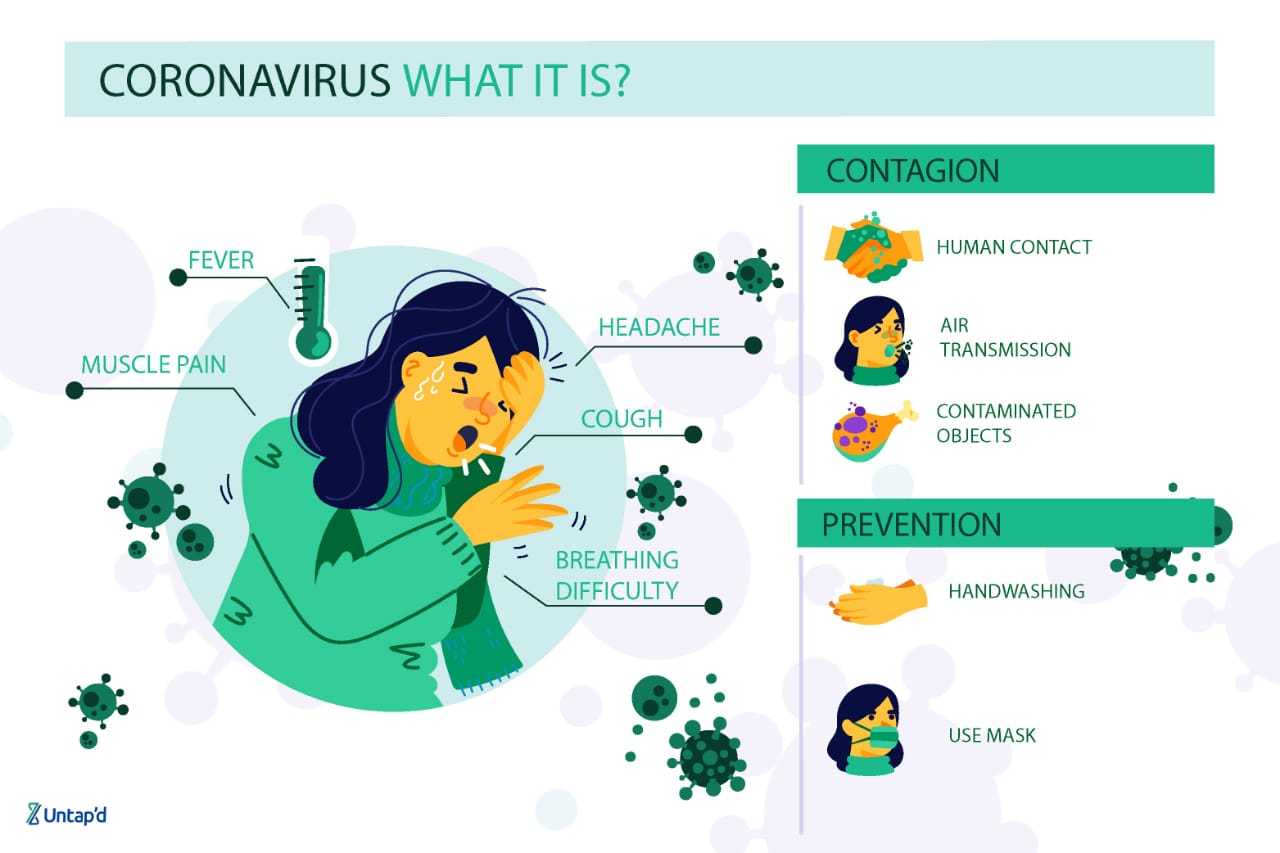 CORONAVIRUS WHAT IT IS?
FEVER
MUSCLE PAIN
HEADACHE
COUGH
BREATHING
DIFFICULTY
CONTAGION
HUMAN CONTACT
AIR
TRANSMISSION
CONTAMINATED
OBJECTS
PREVENTION
HANDWASHING
USE MASK
Untap'd